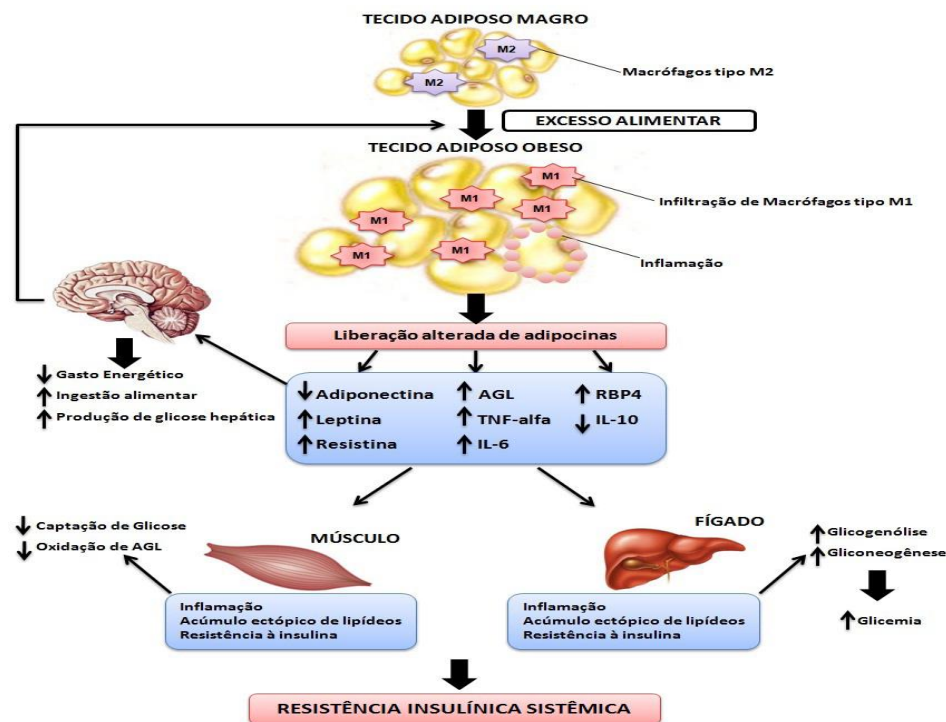 TECIDO ADIPOSO MAGRO
M2
M2
Macrófagos tipo M2
EXCESSO ALIMENTAR
TECIDO ADIPOSO OBESO
M1
M1
M1
M1
M1
M1
Infiltração de Macrófagos tipo M1
Inflamação
Liberação alterada de adipocinas
↓ Gasto Energético
↑ Ingestão alimentar
↑ Produção de glicose hepática
↓ Adiponectina
↑ Leptina
↑ Resistina
↑ AGL
↑ TNF-alfa
↑ IL-6
↑ RBP4
↓ IL-10
↓ Captação de Glicose
↓ Oxidação de AGL
MÚSCULO
Inflamação
Acúmulo ectópico de lipídeos
Resistência à insulina
FÍGADO
Inflamação
Acúmulo ectópico de lipídeos
Resistência à insulina
↑ Glicogenólise
↑ Gliconeogênese
↑ Glicemia
RESISTÊNCIA INSULÍNICA SISTÊMICA